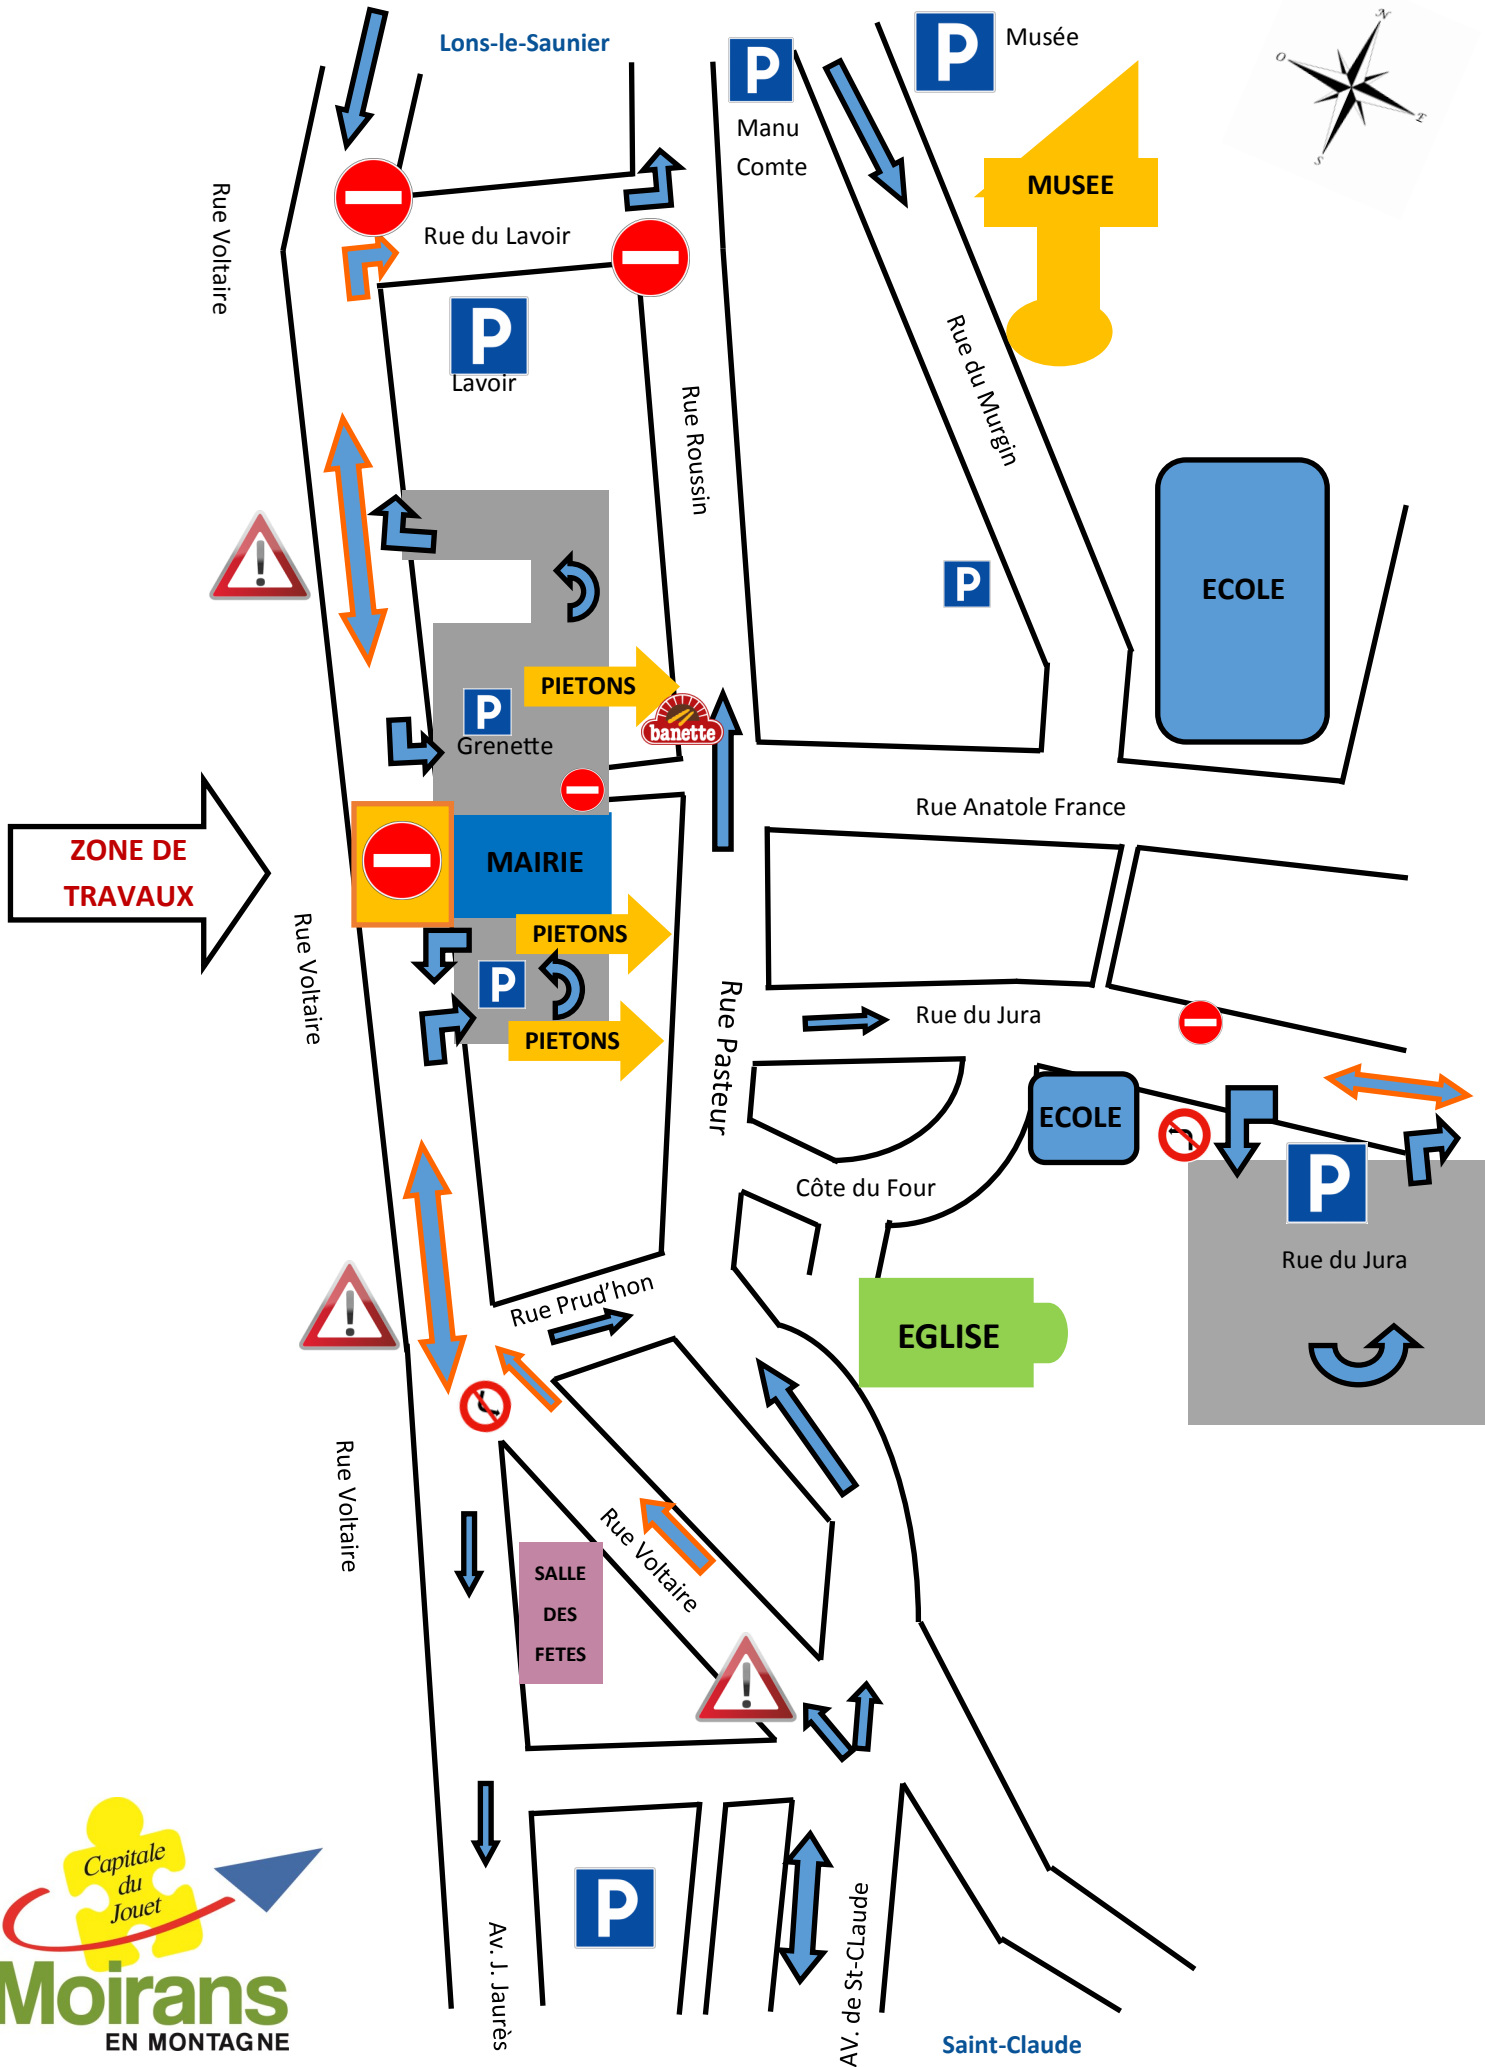 Lons-le-Saunier
P
Manu
Comte
P
Musée
N
O
E
S
MUSEE
Rue Voltaire
Rue du Lavoir
P
Lavoir
Rue Roussin
Rue du Murgin
P
ECOLE
PIETONS
P
Grenette
banette
Rue Anatole France
ZONE DE
TRAVAUX
MAIRIE
PIETONS
P
PIETONS
Rue Voltaire
Rue Pasteur
Rue du Jura
ECOLE
P
Rue du Jura
Côte du Four
Rue Prud'hon
EGLISE
Rue Voltaire
Rue Voltaire
SALLE
DES
FETES
P
Av. J. Jaurès
AV. de St-CLaude
Saint-Claude
Capitale
du
Jouet
Moirans
EN MONTAGNE